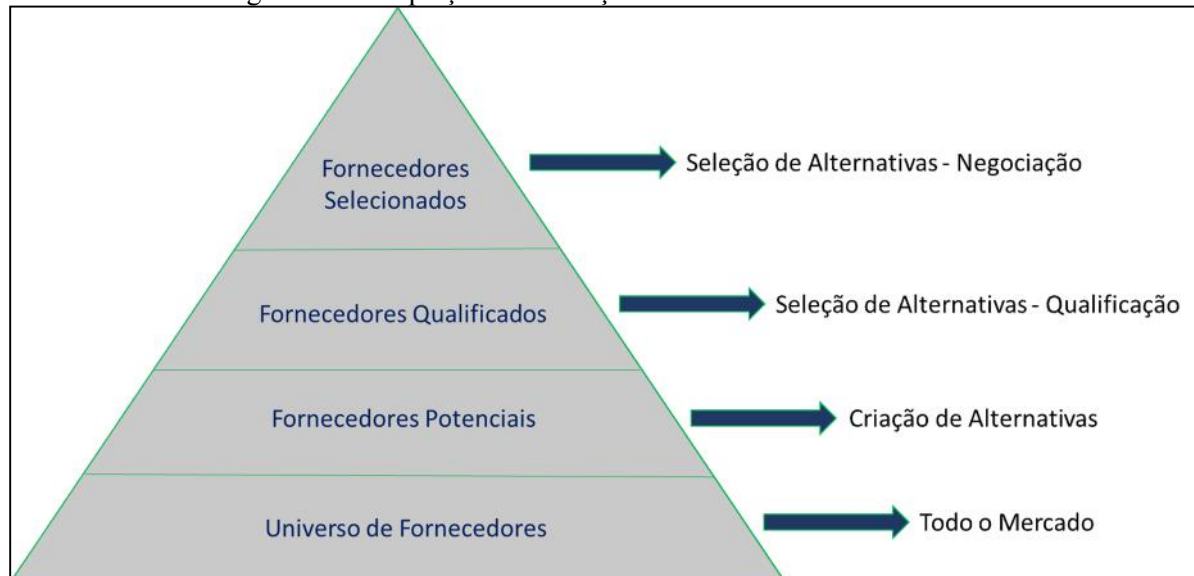 Fornecedores
Selecionados
Seleção de Alternativas - Negociação
Fornecedores Qualificados
Seleção de Alternativas - Qualificação
Fornecedores Potenciais
Criação de Alternativas
Universo de Fornecedores
Todo o Mercado